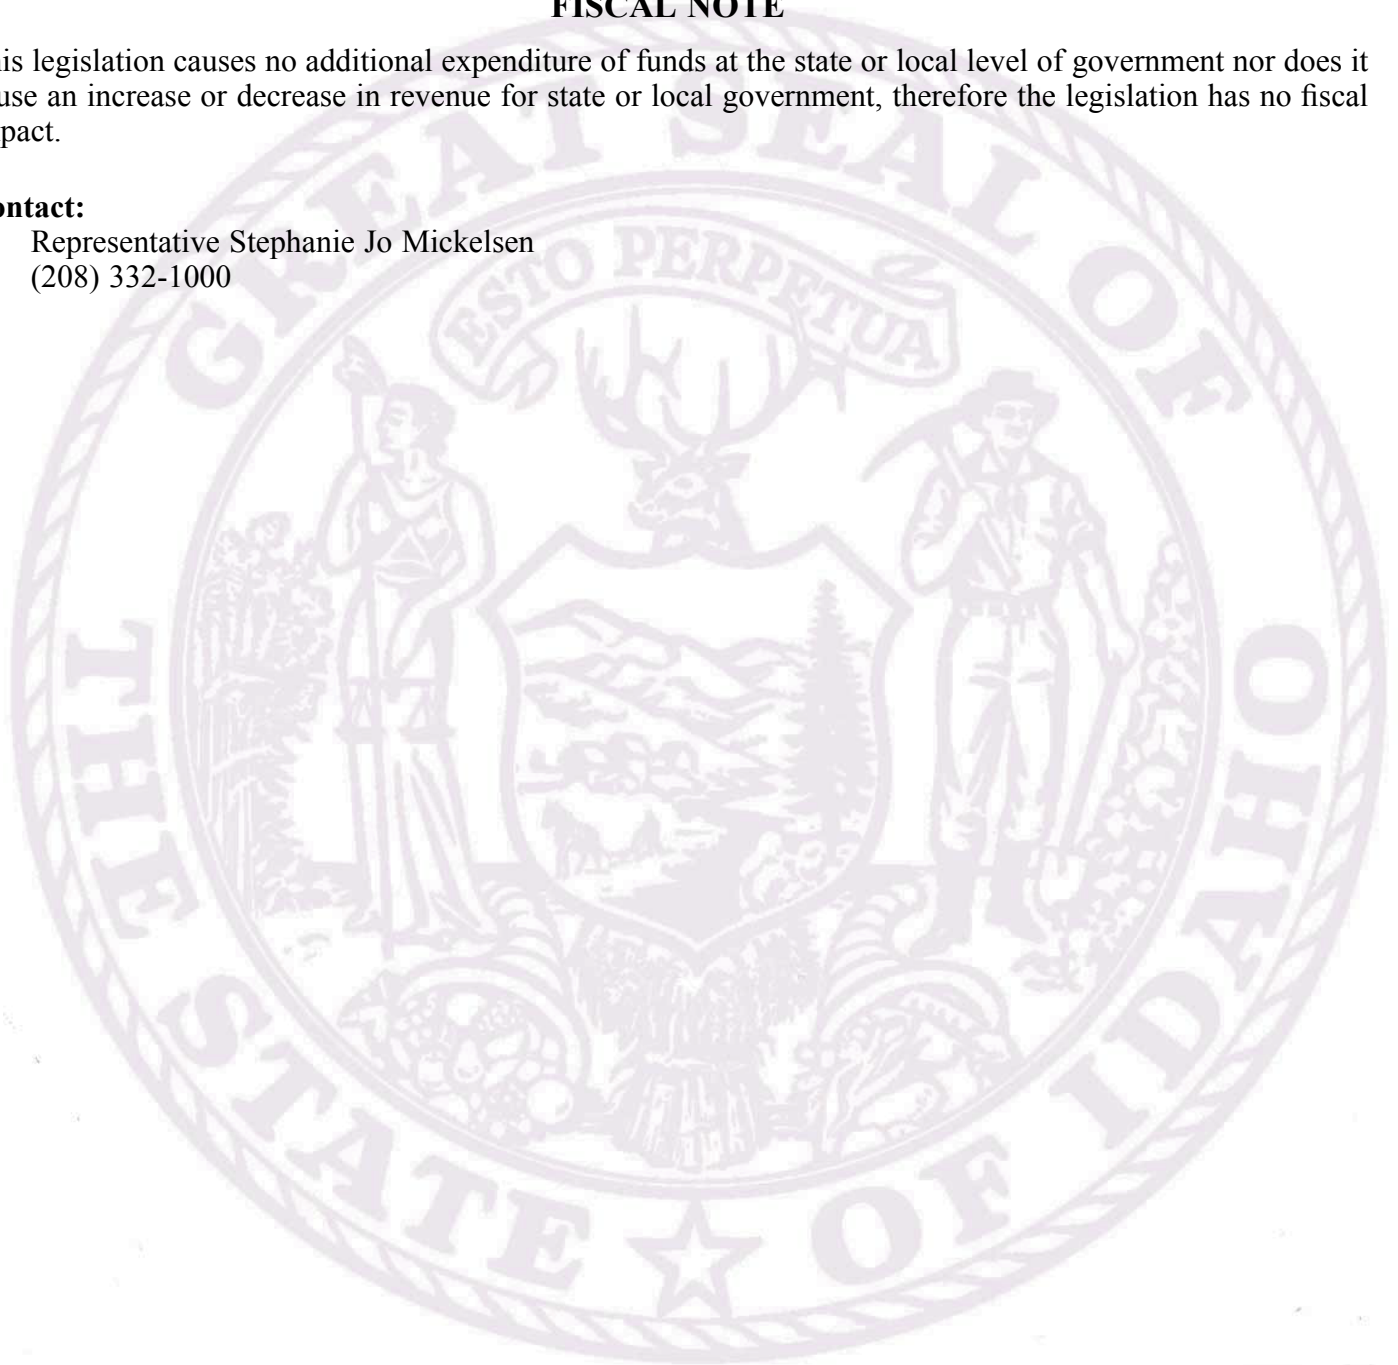 FISCAL NOTE
is legislation causes no additional expenditure of funds at the state or local level of government nor does it
use an increase or decrease in revenue for state or local government, therefore the legislation has no fiscal
pact.
ontact:
Representative Stephanie Jo Mickelsen
(208) 332-1000
GREAT SEAL OF
ESTO PERPETUA
THE
IDAHO
STATE OF IDAHO